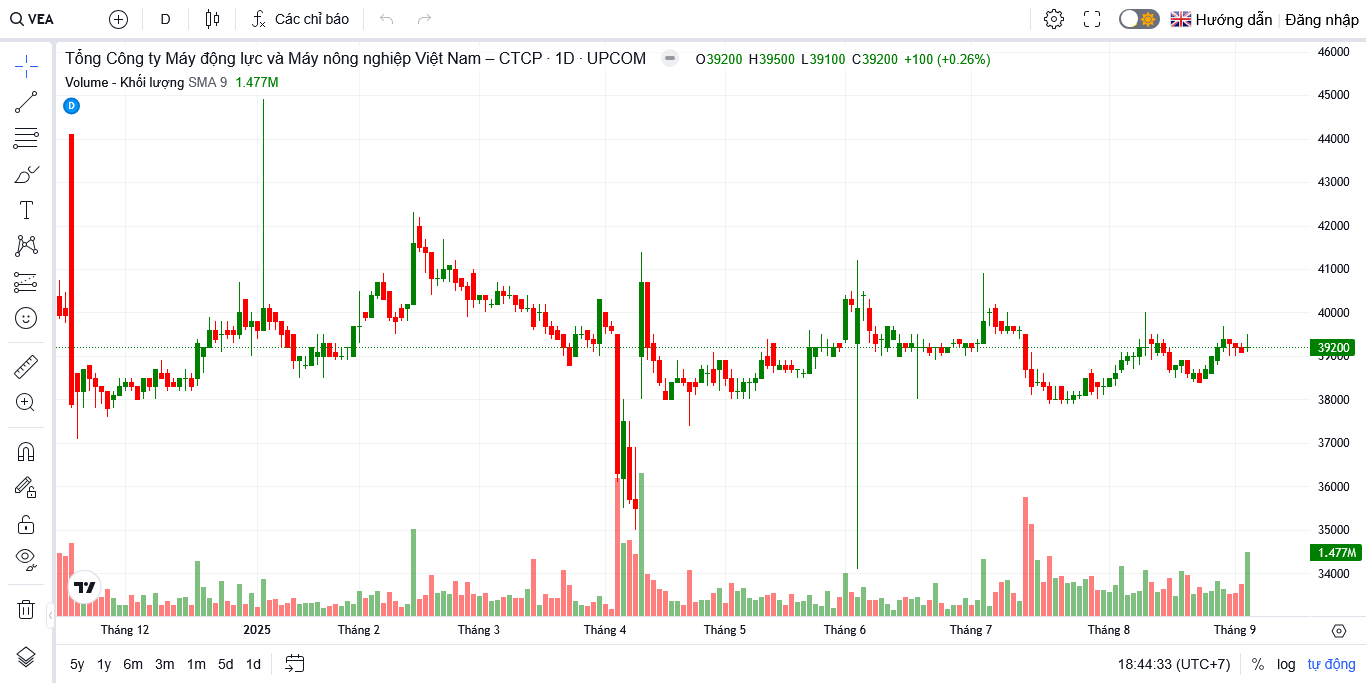 VEA D Các chỉ báo Hướng dẫn Đăng nhập
Tổng Công ty Máy động lực và Máy nông nghiệp Việt Nam – CTCP · 1D · UPCOM O39200 H39500 L39100 C39200 +100 (+0.26%)
Volume - Khối lượng SMA 9 1.477M
D
46000
45000
44000
43000
42000
41000
40000
39200
39000
38000
37000
36000
35000
1.477M
34000
Tháng 12 2025 Tháng 2 Tháng 3 Tháng 4 Tháng 5 Tháng 6 Tháng 7 Tháng 8 Tháng 9
5y 1y 6m 3m 1m 5d 1d 18:44:33 (UTC+7) % log tự động